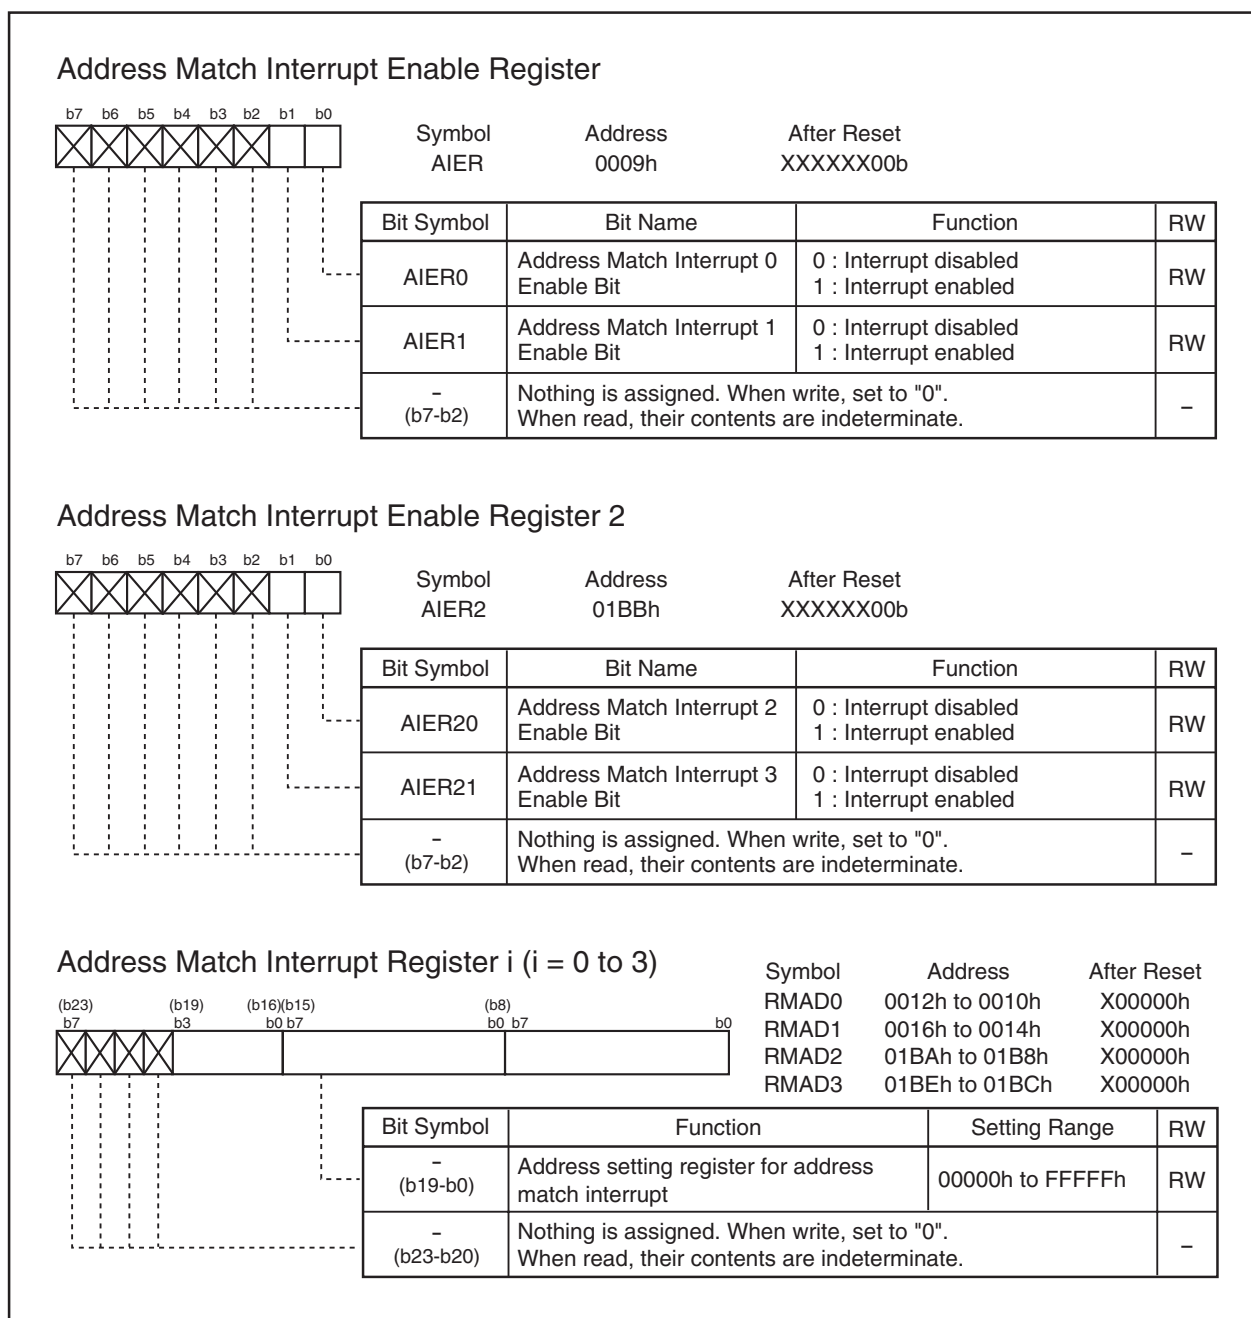 Address Match Interrupt Enable Register
b7 b6 b5 b4 b3 b2 b1 b0
Symbol Address After Reset
AIER 0009h XXXXXX00b
Bit Symbol Bit Name Function RW
AIER0 Address Match Interrupt 0 0 : Interrupt disabled RW
Enable Bit 1 : Interrupt enabled
AIER1 Address Match Interrupt 1 0 : Interrupt disabled RW
Enable Bit 1 : Interrupt enabled
– Nothing is assigned. When write, set to "0". –
(b7-b2) When read, their contents are indeterminate.
Address Match Interrupt Enable Register 2
b7 b6 b5 b4 b3 b2 b1 b0
Symbol Address After Reset
AIER2 01BBh XXXXXX00b
Bit Symbol Bit Name Function RW
AIER20 Address Match Interrupt 2 0 : Interrupt disabled RW
Enable Bit 1 : Interrupt enabled
AIER21 Address Match Interrupt 3 0 : Interrupt disabled RW
Enable Bit 1 : Interrupt enabled
– Nothing is assigned. When write, set to "0". –
(b7-b2) When read, their contents are indeterminate.
Address Match Interrupt Register i (i = 0 to 3)
Symbol Address After Reset
RMAD0 0012h to 0010h X00000h
RMAD1 0016h to 0014h X00000h
RMAD2 01BAh to 01B8h X00000h
RMAD3 01BEh to 01BCh X00000h
(b23) (b19) (b16)(b15) (b8)
b7 b3 b0 b7 b0 b7 b0
Bit Symbol Function Setting Range RW
– Address setting register for address 00000h to FFFFFh RW
(b19-b0) match interrupt
– Nothing is assigned. When write, set to "0". –
(b23-b20) When read, their contents are indeterminate.